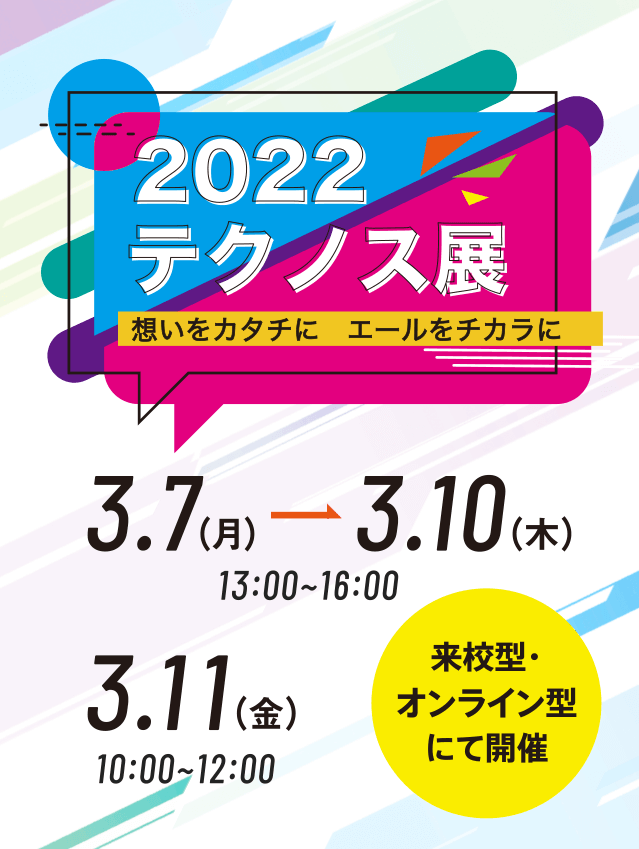 2022
テクノス展
想いをカタチに　エールをチカラに
3.7(月) → 3.10(木)
13:00~16:00
3.11(金)
10:00~12:00
来校型・
オンライン型
にて開催